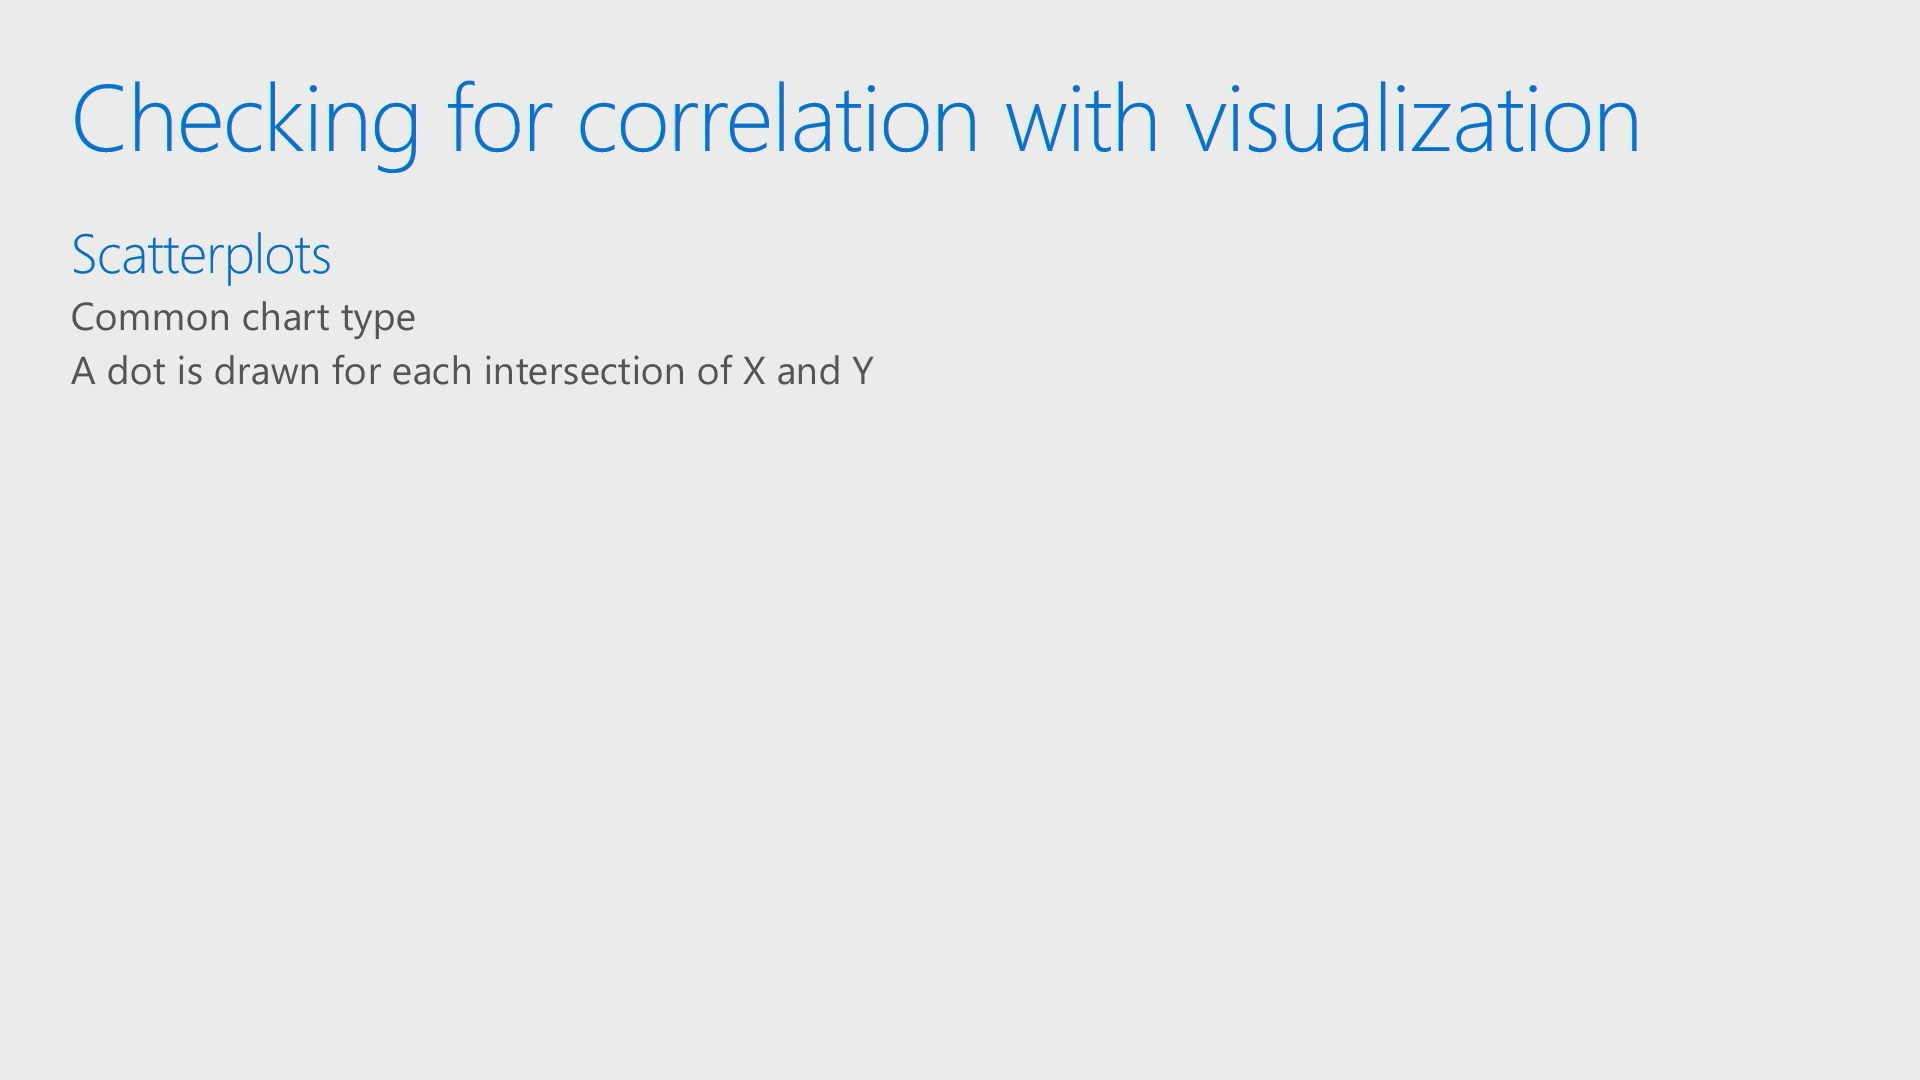 Checking for correlation with visualization
Scatterplots
Common chart type
A dot is drawn for each intersection of X and Y